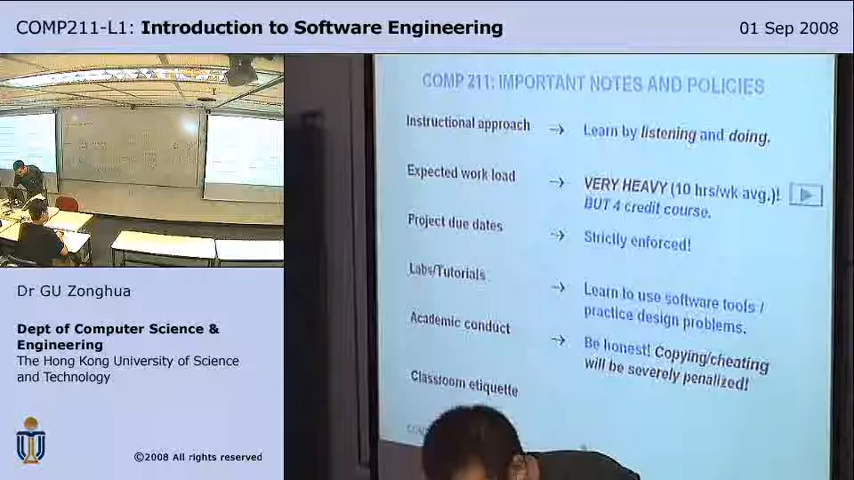 COMP211-L1: Introduction to Software Engineering
01 Sep 2008
COMP 211: IMPORTANT NOTES AND POLICIES
Instructional approach → Learn by listening and doing.
Expected work load → VERY HEAVY (10 hrs/wk avg.)!
BUT 4 credit course.
Project due dates → Strictly enforced!
Labs/Tutorials → Learn to use software tools /
practice design problems.
Academic conduct → Be honest! Copying/cheating
will be severely penalized!
Classroom etiquette
Dr GU Zonghua
Dept of Computer Science &
Engineering
The Hong Kong University of Science
and Technology
©2008 All rights reserved